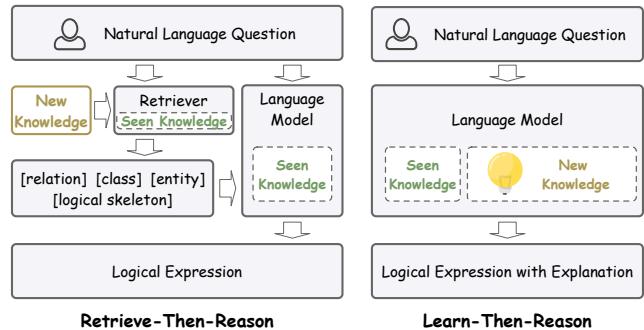 Natural Language Question
New
Knowledge
Retriever
Seen Knowledge
Language
Model
Seen
Knowledge
[relation] [class] [entity]
[logical skeleton]
Logical Expression
Retrieve-Then-Reason
Natural Language Question
Language Model
Seen
Knowledge
New
Knowledge
Logical Expression with Explanation
Learn-Then-Reason